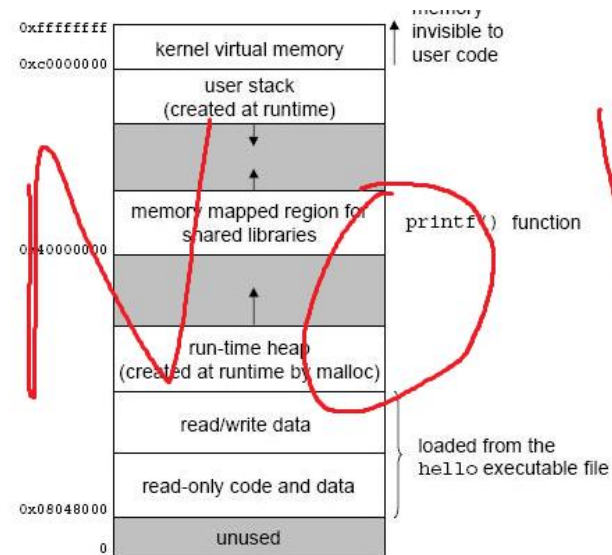 memory
invisible to
user code
0xffffffff
kernel virtual memory
0xc0000000
user stack
(created at runtime)
memory mapped region for
shared libraries
printf() function
0x40000000
run-time heap
(created at runtime by malloc)
read/write data
loaded from the
hello executable file
read-only code and data
0x08048000
unused
0